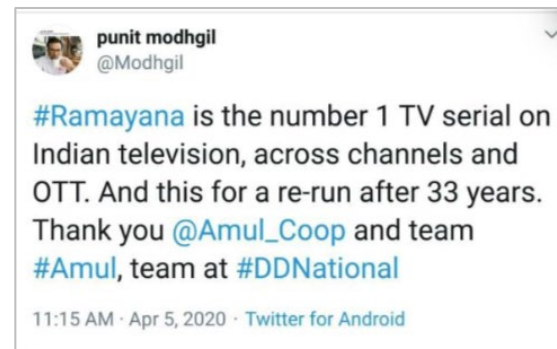 punit modhgil
@Modhgil
#Ramayana is the number 1 TV serial on
Indian television, across channels and
OTT. And this for a re-run after 33 years.
Thank you @Amul_Coop and team
#Amul, team at #DDNational
11:15 AM · Apr 5, 2020 · Twitter for Android